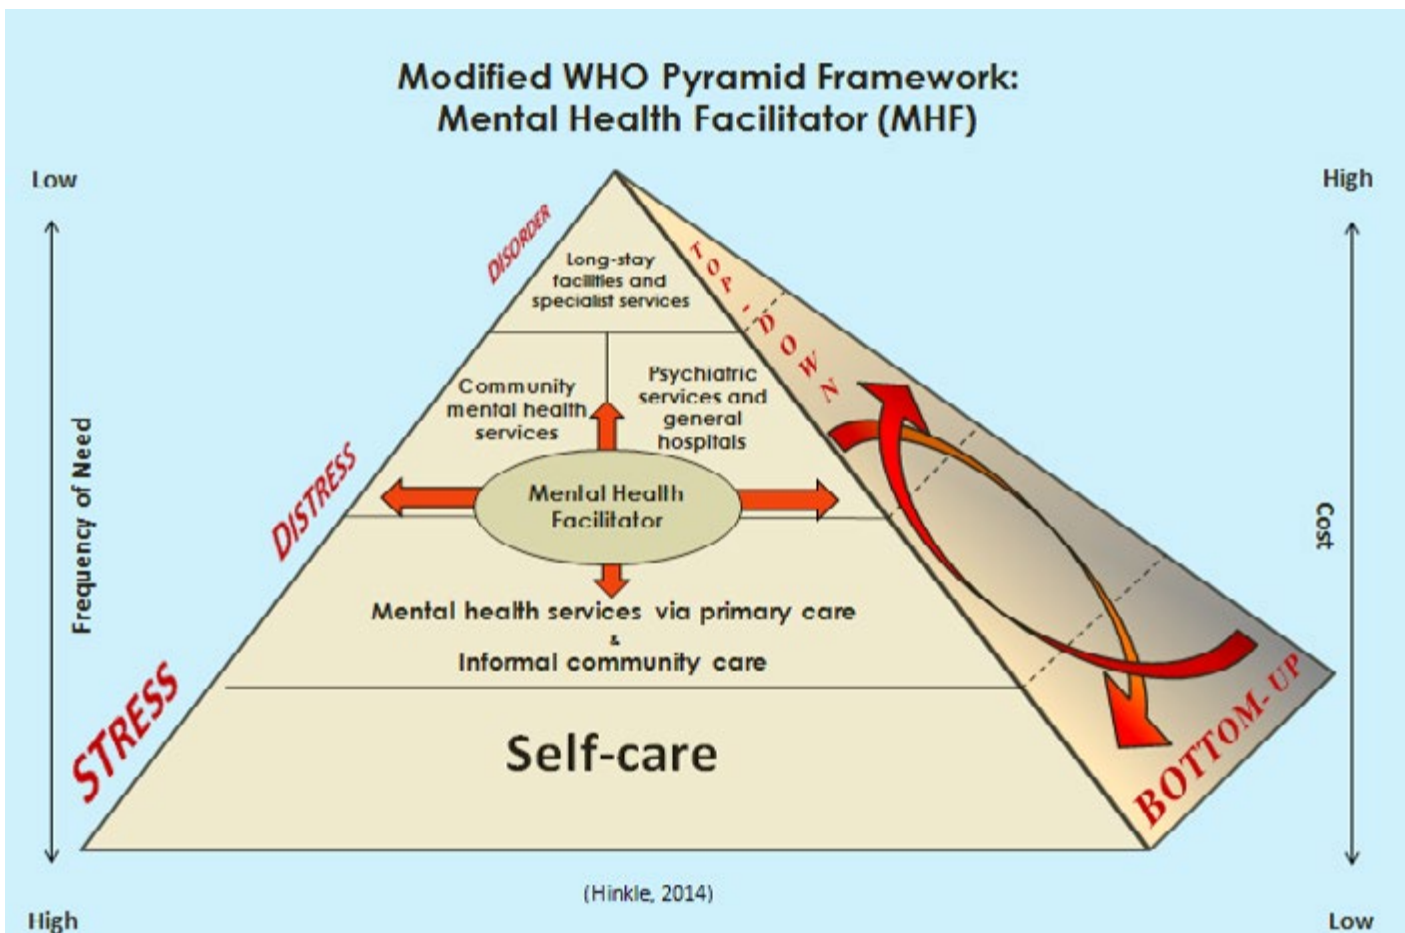 Modified WHO Pyramid Framework:
Mental Health Facilitator (MHF)
Low
High
DISORDER
TOP-DOWN
Long-stay
facilities and
specialist services
Community
mental health
services
Psychiatric
services and
general
hospitals
DISTRESS
Frequency of Need
Mental Health
Facilitator
Cost
Mental health services via primary care
&
Informal community care
STRESS
Self-care
BOTTOM-UP
(Hinkle, 2014)
High
Low